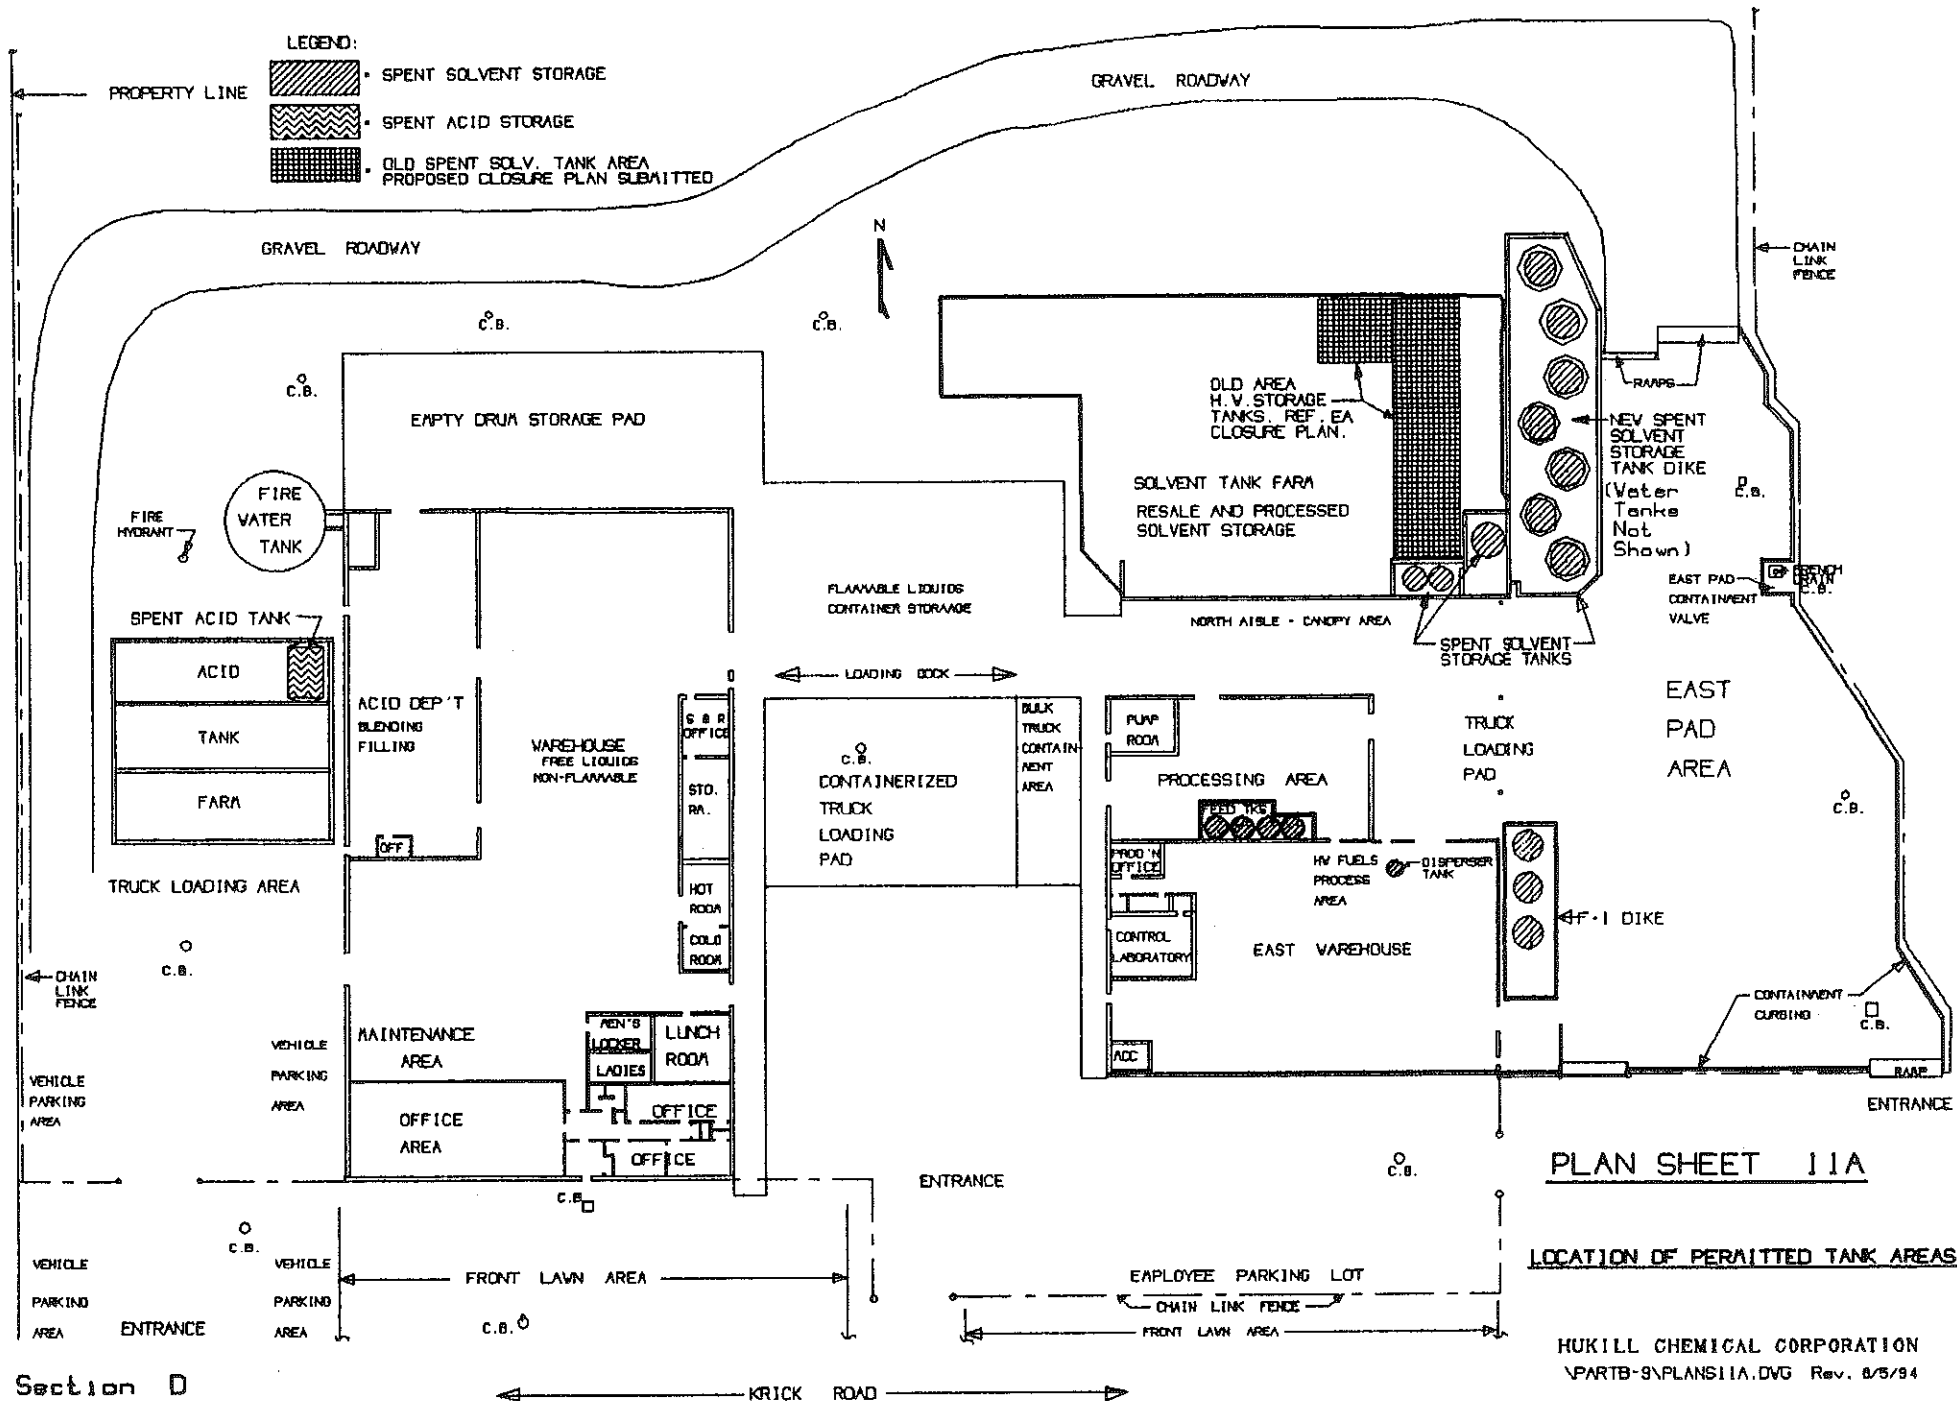 LEGEND:
SPENT SOLVENT STORAGE
PROPERTY LINE
SPENT ACID STORAGE
OLD SPENT SOLV. TANK AREA
PROPOSED CLOSURE PLAN SUBMITTED
GRAVEL ROADWAY
GRAVEL ROADWAY
N
CHAIN
LINK
FENCE
C.B.
C.B.
C.B.
RAMPS
OLD AREA
H.W. STORAGE
TANKS. REF. EA
CLOSURE PLAN.
EMPTY DRUM STORAGE PAD
NEW SPENT
SOLVENT
STORAGE
TANK DIKE
(Water
Tanks
Not
Shown)
C.B.
SOLVENT TANK FARM
RESALE AND PROCESSED
SOLVENT STORAGE
FIRE
WATER
TANK
FIRE
HYDRANT
FLAMMABLE LIQUIDS
CONTAINER STORAGE
EAST PAD
CONTAINMENT
VALVE
FRENCH
DRAIN
C.B.
SPENT ACID TANK
NORTH AISLE - CANOPY AREA
SPENT SOLVENT
STORAGE TANKS
ACID
TANK
FARM
LOADING DOCK
ACID DEP'T
BLENDING
FILLING
S & R
OFFICE
WAREHOUSE
FREE LIQUIDS
NON-FLAMMABLE
STO.
RM.
C.B.
CONTAINERIZED
TRUCK
LOADING
PAD
BULK
TRUCK
CONTAIN-
MENT
AREA
PUMP
ROOM
PROCESSING AREA
FEED TKS
TRUCK
LOADING
PAD
EAST
PAD
AREA
C.B.
OFF
PROD'N
OFFICE
HW FUELS
PROCESS
AREA
DISPERSER
TANK
TRUCK LOADING AREA
HOT
ROOM
COLD
ROOM
CONTROL
LABORATORY
EAST WAREHOUSE
F-1 DIKE
C.B.
CHAIN
LINK
FENCE
CONTAINMENT
CURBING
C.B.
MAINTENANCE
AREA
MEN'S
LOCKER
LADIES
LUNCH
ROOM
VEHICLE
PARKING
AREA
VEHICLE
PARKING
AREA
ACC
RAMP
ENTRANCE
OFFICE
AREA
OFFICE
OFFICE
C.B.
ENTRANCE
C.B.
PLAN SHEET 11A
C.B.
VEHICLE
PARKING
AREA
VEHICLE
PARKING
AREA
ENTRANCE
FRONT LAWN AREA
C.B.
EMPLOYEE PARKING LOT
CHAIN LINK FENCE
FRONT LAWN AREA
LOCATION OF PERMITTED TANK AREAS
HUKILL CHEMICAL CORPORATION
\PARTB-9\PLANS11A.DWG Rev. 8/5/94
Section D
KRICK ROAD